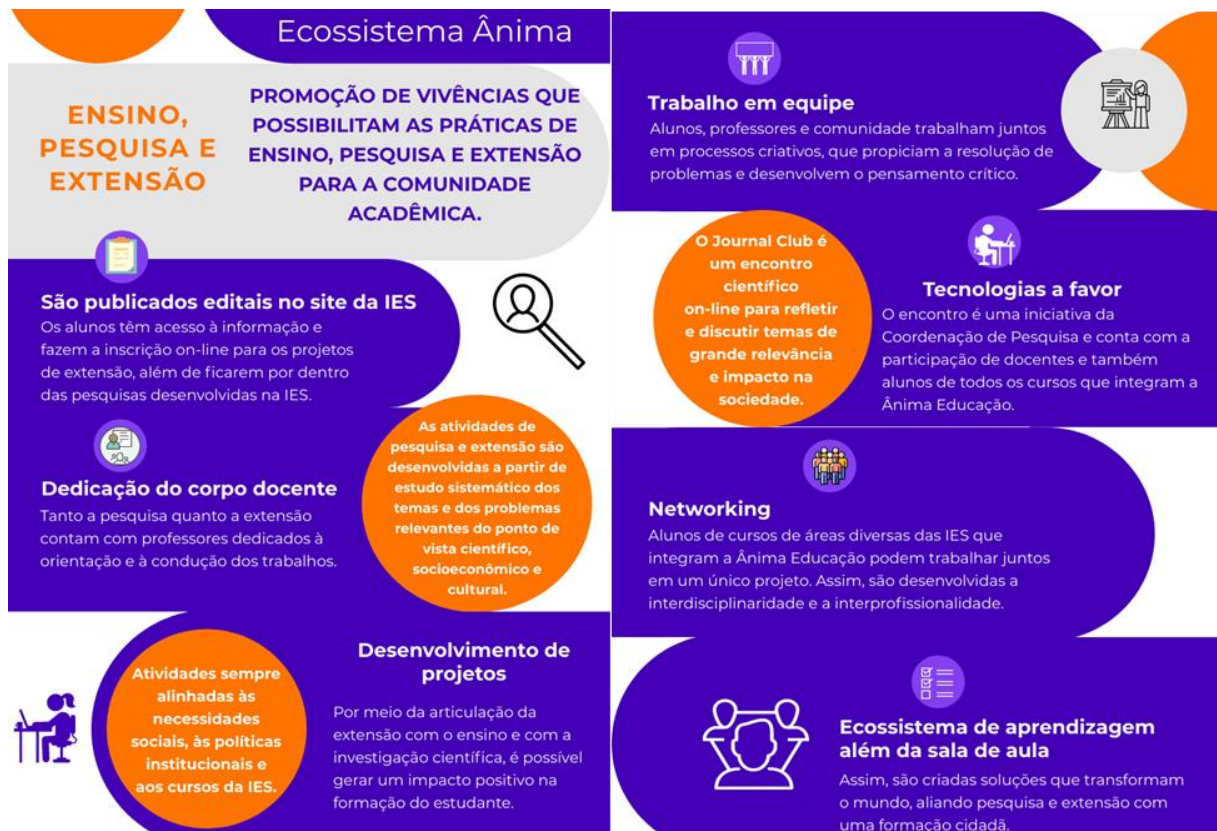 Ecossistema Ânima
ENSINO,
PESQUISA E
EXTENSÃO
PROMOÇÃO DE VIVÊNCIAS QUE
POSSIBILITAM AS PRÁTICAS DE
ENSINO, PESQUISA E EXTENSÃO
PARA A COMUNIDADE
ACADÊMICA.
São publicados editais no site da IES
Os alunos têm acesso à informação e
fazem a inscrição on-line para os projetos
de extensão, além de ficarem por dentro
das pesquisas desenvolvidas na IES.
Dedicação do corpo docente
Tanto a pesquisa quanto a extensão
contam com professores dedicados à
orientação e à condução dos trabalhos.
As atividades de
pesquisa e extensão são
desenvolvidas a partir de
estudo sistemático dos
temas e dos problemas
relevantes do ponto de
vista científico,
socioeconômico e
cultural.
Atividades sempre
alinhadas às
necessidades
sociais, às políticas
institucionais e
aos cursos da IES.
Desenvolvimento de
projetos
Por meio da articulação da
extensão com o ensino e com a
investigação científica, é possível
gerar um impacto positivo na
formação do estudante.
Trabalho em equipe
Alunos, professores e comunidade trabalham juntos
em processos criativos, que propiciam a resolução de
problemas e desenvolvem o pensamento crítico.
O Journal Club é
um encontro
científico
on-line para refletir
e discutir temas de
grande relevância
e impacto na
sociedade.
Tecnologias a favor
O encontro é uma iniciativa da
Coordenação de Pesquisa e conta com a
participação de docentes e também
alunos de todos os cursos que integram a
Ânima Educação.
Networking
Alunos de cursos de áreas diversas das IES que
integram a Ânima Educação podem trabalhar juntos
em um único projeto. Assim, são desenvolvidas a
interdisciplinaridade e a interprofissionalidade.
Ecossistema de aprendizagem
além da sala de aula
Assim, são criadas soluções que transformam
o mundo, aliando pesquisa e extensão com
uma formação cidadã.